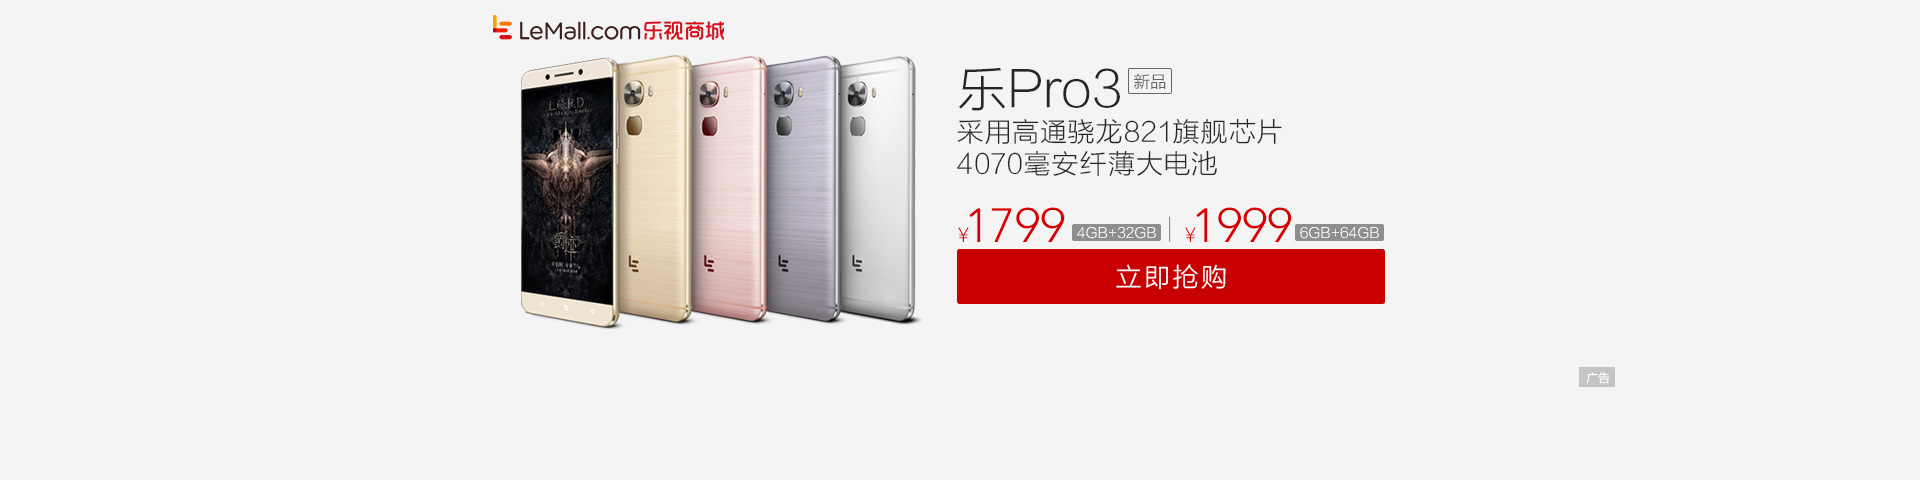 LeMall.com乐视商城
乐Pro3 新品
采用高通骁龙821旗舰芯片
4070毫安纤薄大电池
¥1799 4GB+32GB | ¥1999 6GB+64GB
立即抢购
广告